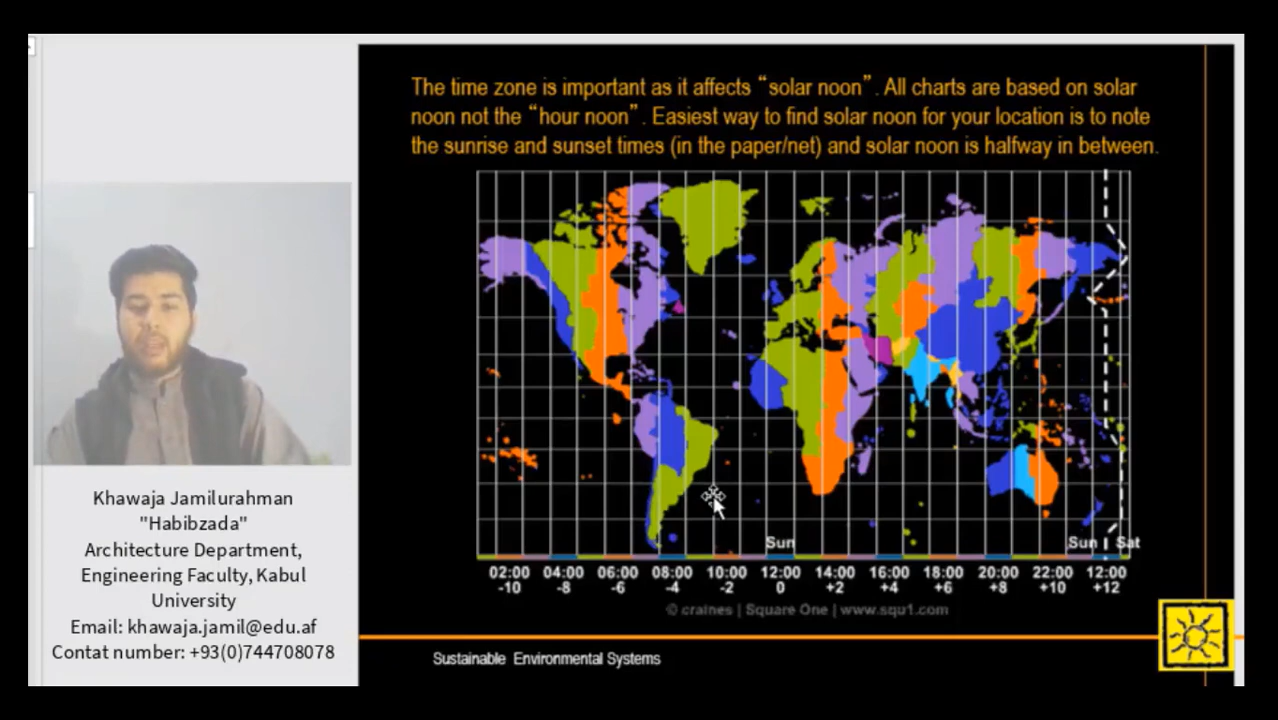 The time zone is important as it affects “solar noon”. All charts are based on solar
noon not the “hour noon”. Easiest way to find solar noon for your location is to note
the sunrise and sunset times (in the paper/net) and solar noon is halfway in between.
Khawaja Jamilurahman
"Habibzada"
Architecture Department,
Engineering Faculty, Kabul
University
Email: khawaja.jamil@edu.af
Contat number: +93(0)744708078
Sun Sun Sat
02:00 04:00 06:00 08:00 10:00 12:00 14:00 16:00 18:00 20:00 22:00 12:00
-10 -8 -6 -4 -2 0 +2 +4 +6 +8 +10 +12
© craines | Square One | www.squ1.com
Sustainable Environmental Systems